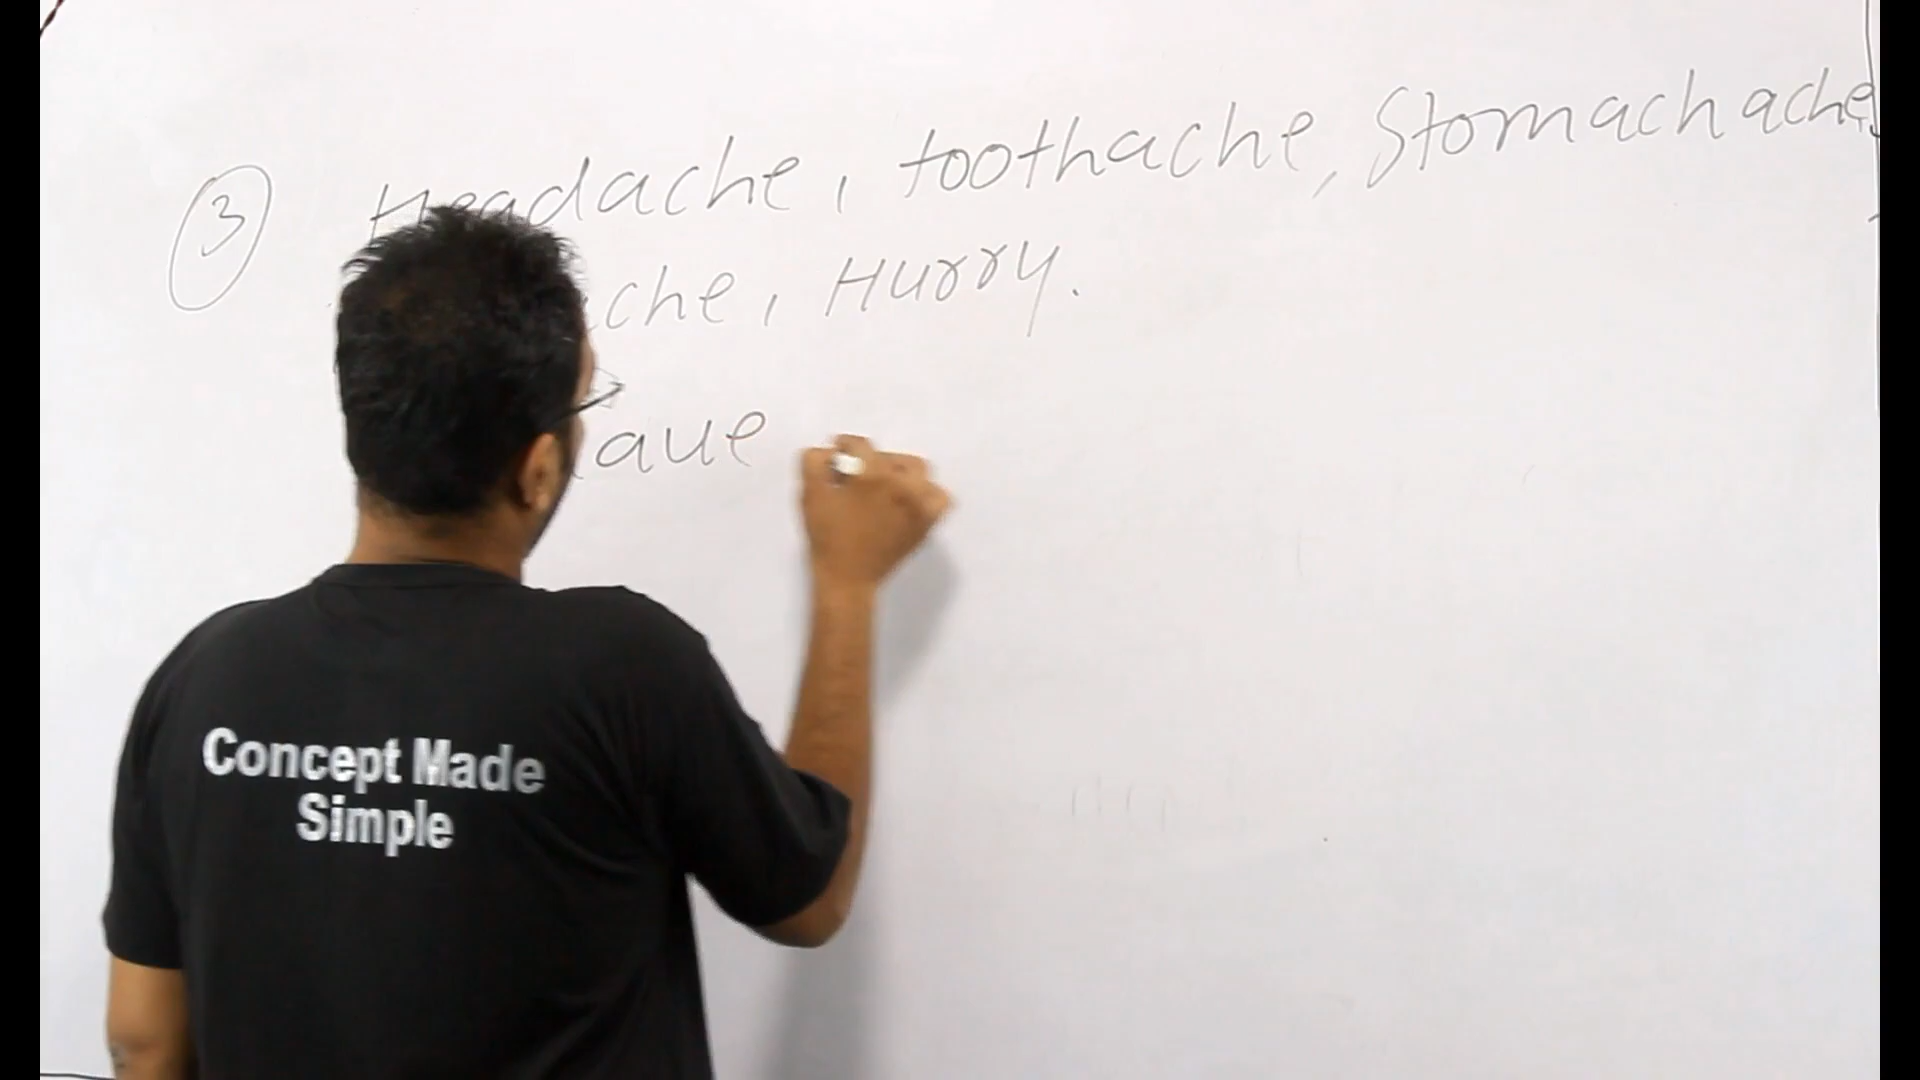 3 Headache, toothache, Stomachache,
che, Hurry.
ave
Concept Made
Simple